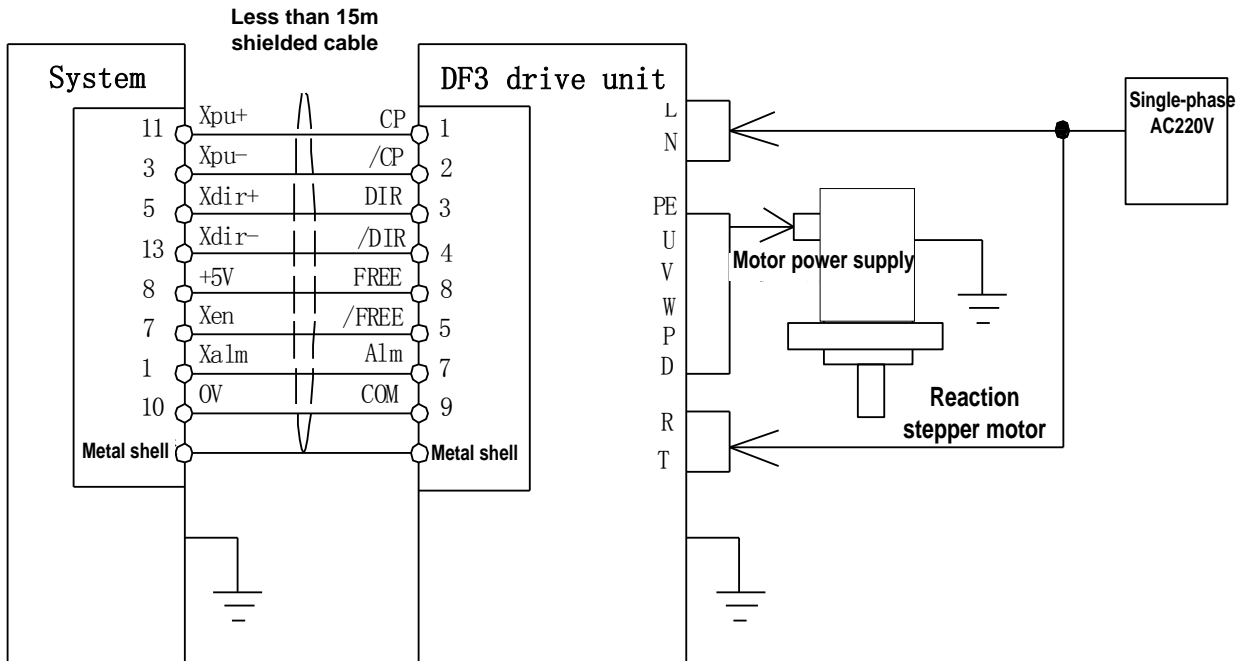 Less than 15m
shielded cable
System
DF3 drive unit
Single-phase
AC220V
11 Xpu+ CP 1
3 Xpu- /CP 2
5 Xdir+ DIR 3
13 Xdir- /DIR 4
8 +5V FREE 8
7 Xen /FREE 5
1 Xalm Alm 7
10 0V COM 9
Metal shell Metal shell
L
N
PE
U
V
W
P
D
R
T
Motor power supply
Reaction
stepper motor